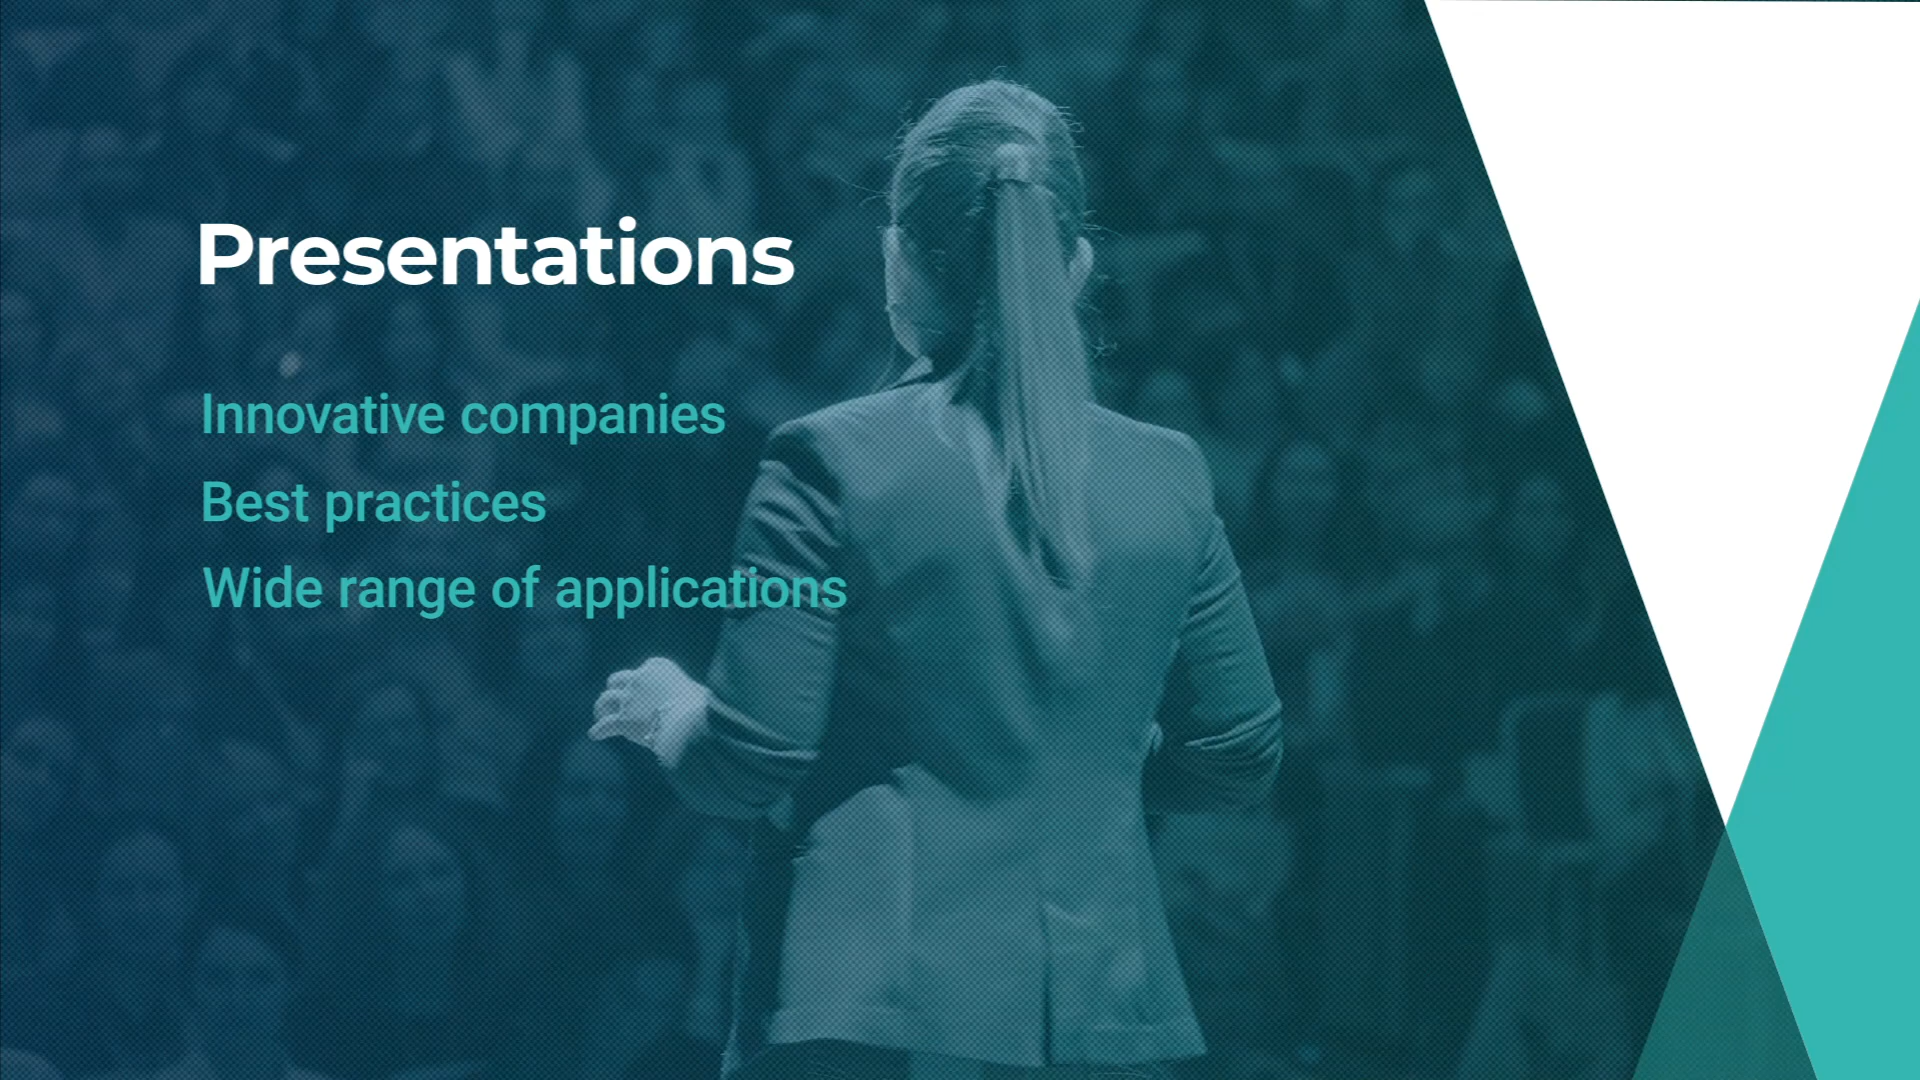 Presentations
Innovative companies
Best practices
Wide range of applications